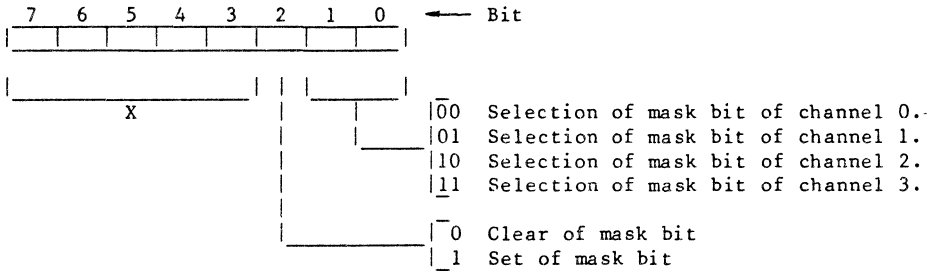 7 6 5 4 3 2 1 0 Bit
X
00 Selection of mask bit of channel 0.
01 Selection of mask bit of channel 1.
10 Selection of mask bit of channel 2.
11 Selection of mask bit of channel 3.
0 Clear of mask bit
1 Set of mask bit